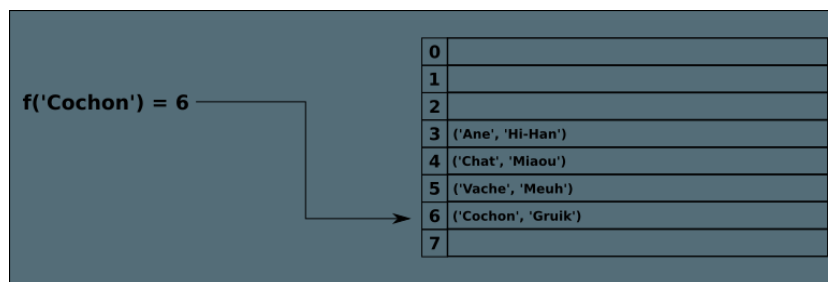 f('Cochon') = 6
0
1
2
3 ('Ane', 'Hi-Han')
4 ('Chat', 'Miaou')
5 ('Vache', 'Meuh')
6 ('Cochon', 'Gruik')
7